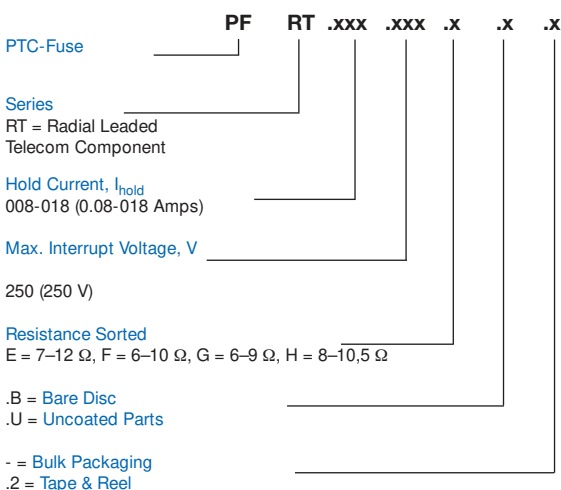 PF RT .xxx .xxx .x .x .x
PTC-Fuse
Series
RT = Radial Leaded
Telecom Component
Hold Current, Ihold
008-018 (0.08-018 Amps)
Max. Interrupt Voltage, V
250 (250 V)
Resistance Sorted
E = 7–12 Ω, F = 6–10 Ω, G = 6–9 Ω, H = 8–10,5 Ω
.B = Bare Disc
.U = Uncoated Parts
- = Bulk Packaging
.2 = Tape & Reel